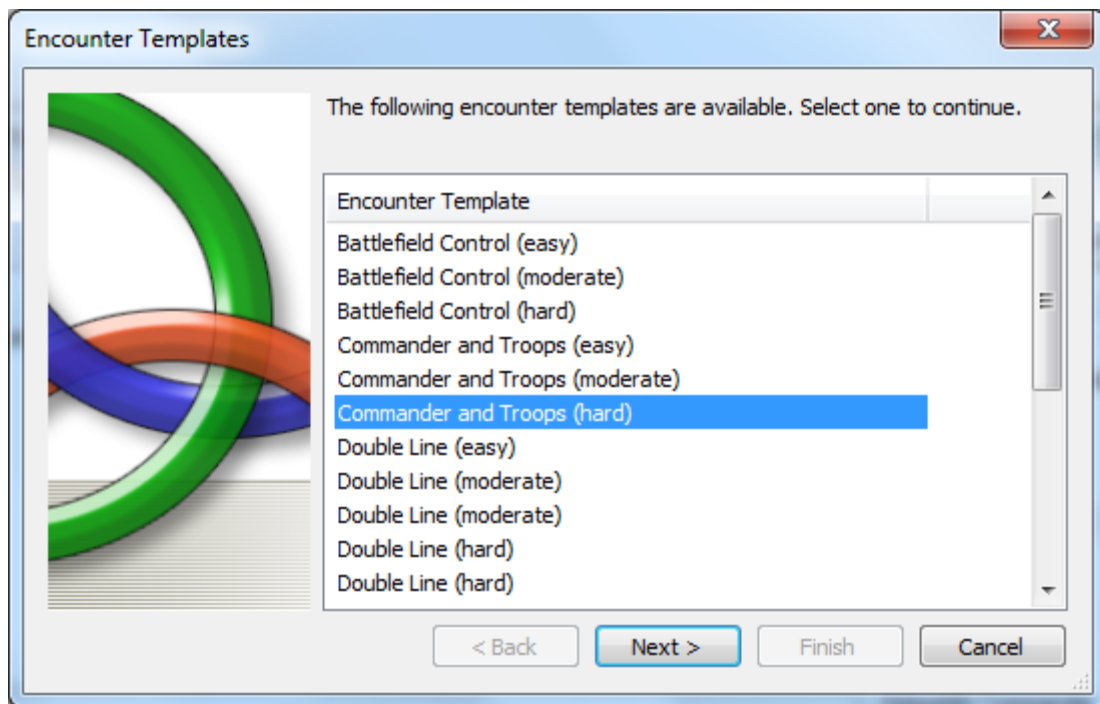 Encounter Templates
The following encounter templates are available. Select one to continue.
Encounter Template
Battlefield Control (easy)
Battlefield Control (moderate)
Battlefield Control (hard)
Commander and Troops (easy)
Commander and Troops (moderate)
Commander and Troops (hard)
Double Line (easy)
Double Line (moderate)
Double Line (moderate)
Double Line (hard)
Double Line (hard)
< Back Next > Finish Cancel